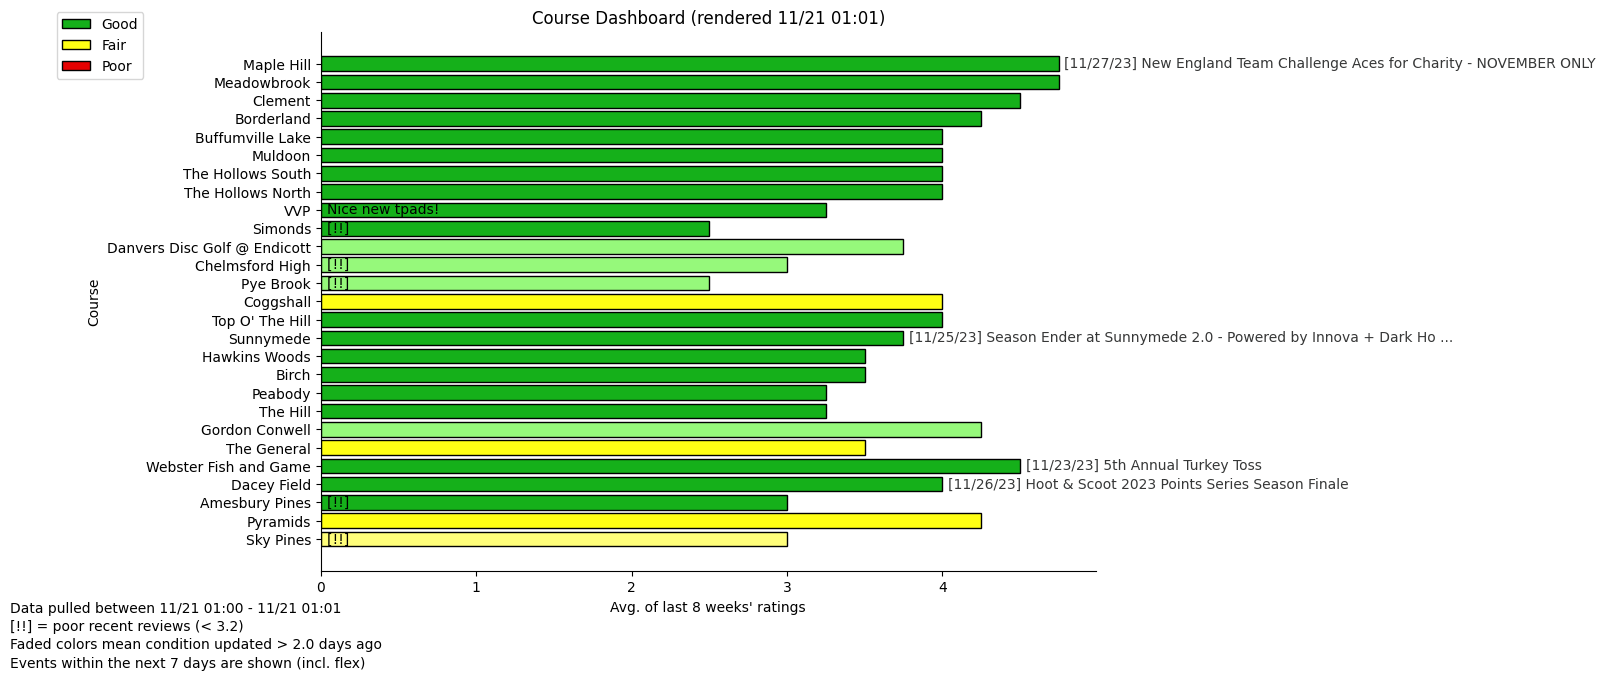 Good
Fair
Poor
Course Dashboard (rendered 11/21 01:01)
Maple Hill [11/27/23] New England Team Challenge Aces for Charity - NOVEMBER ONLY
Meadowbrook
Clement
Borderland
Buffumville Lake
Muldoon
The Hollows South
The Hollows North
VVP Nice new tpads!
Simonds [!!]
Danvers Disc Golf @ Endicott
Chelmsford High [!!]
Pye Brook [!!]
Coggshall
Top O' The Hill
Sunnymede [11/25/23] Season Ender at Sunnymede 2.0 - Powered by Innova + Dark Ho ...
Hawkins Woods
Birch
Peabody
The Hill
Gordon Conwell
The General
Webster Fish and Game [11/23/23] 5th Annual Turkey Toss
Dacey Field [11/26/23] Hoot & Scoot 2023 Points Series Season Finale
Amesbury Pines [!!]
Pyramids
Sky Pines [!!]
Course
0 1 2 3 4
Avg. of last 8 weeks' ratings
Data pulled between 11/21 01:00 - 11/21 01:01
[!!] = poor recent reviews (< 3.2)
Faded colors mean condition updated > 2.0 days ago
Events within the next 7 days are shown (incl. flex)